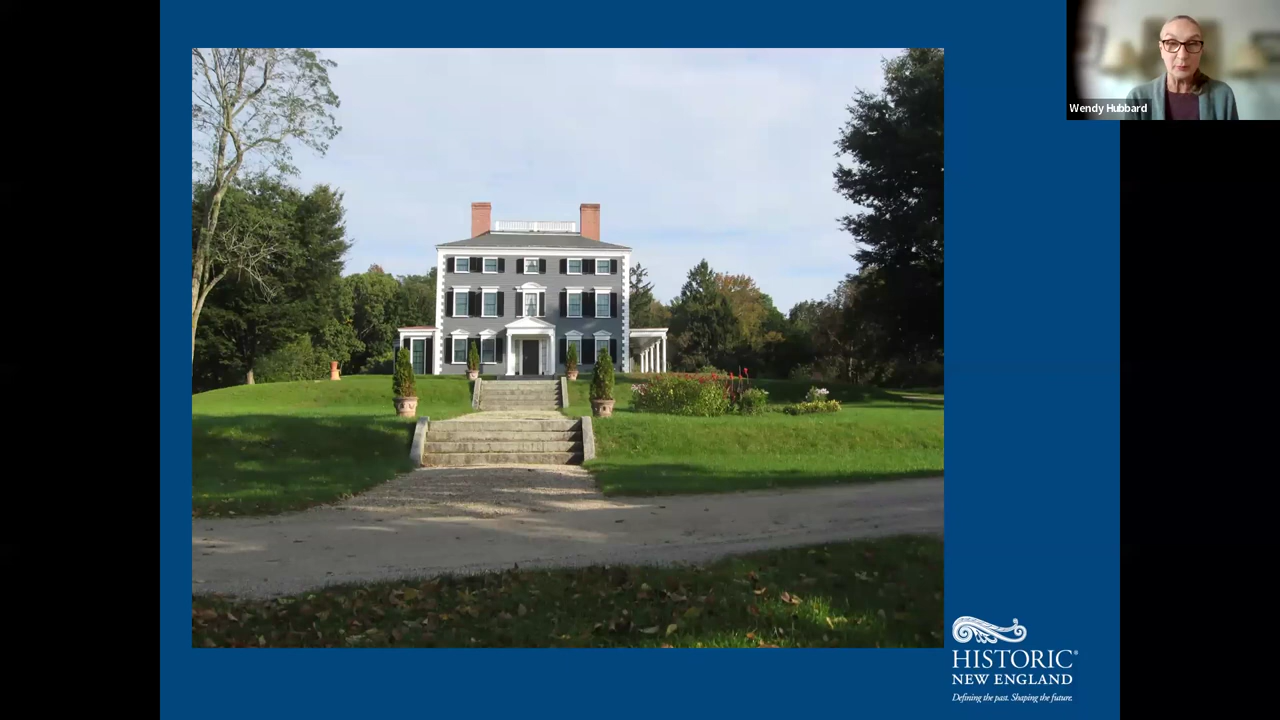 Wendy Hubbard
HISTORIC®
NEW ENGLAND
Defining the past. Shaping the future.